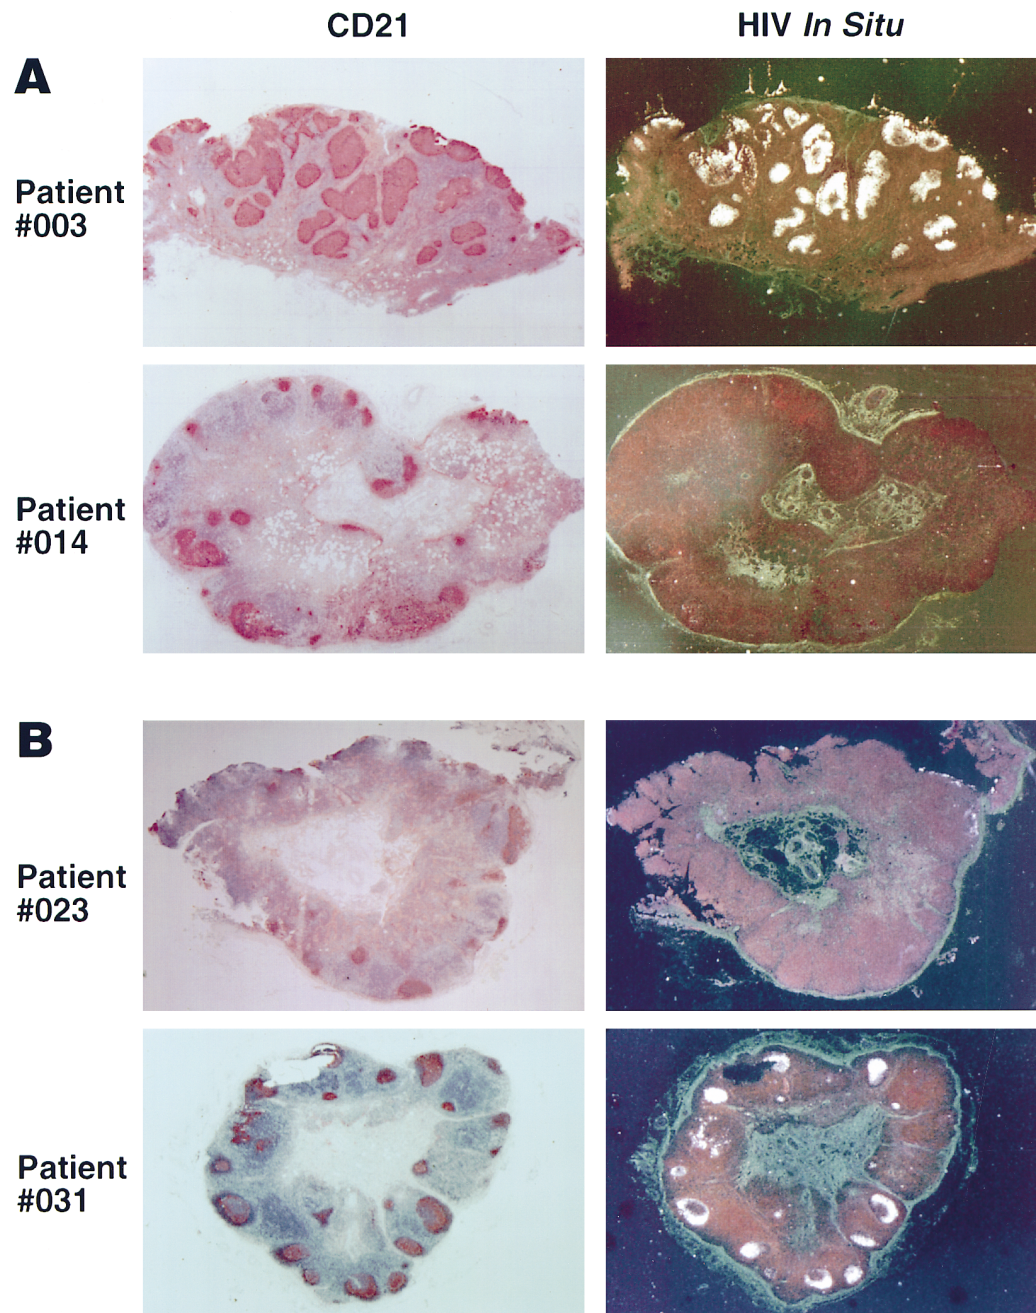 CD21
HIV In Situ
A
Patient
#003
Patient
#014
B
Patient
#023
Patient
#031